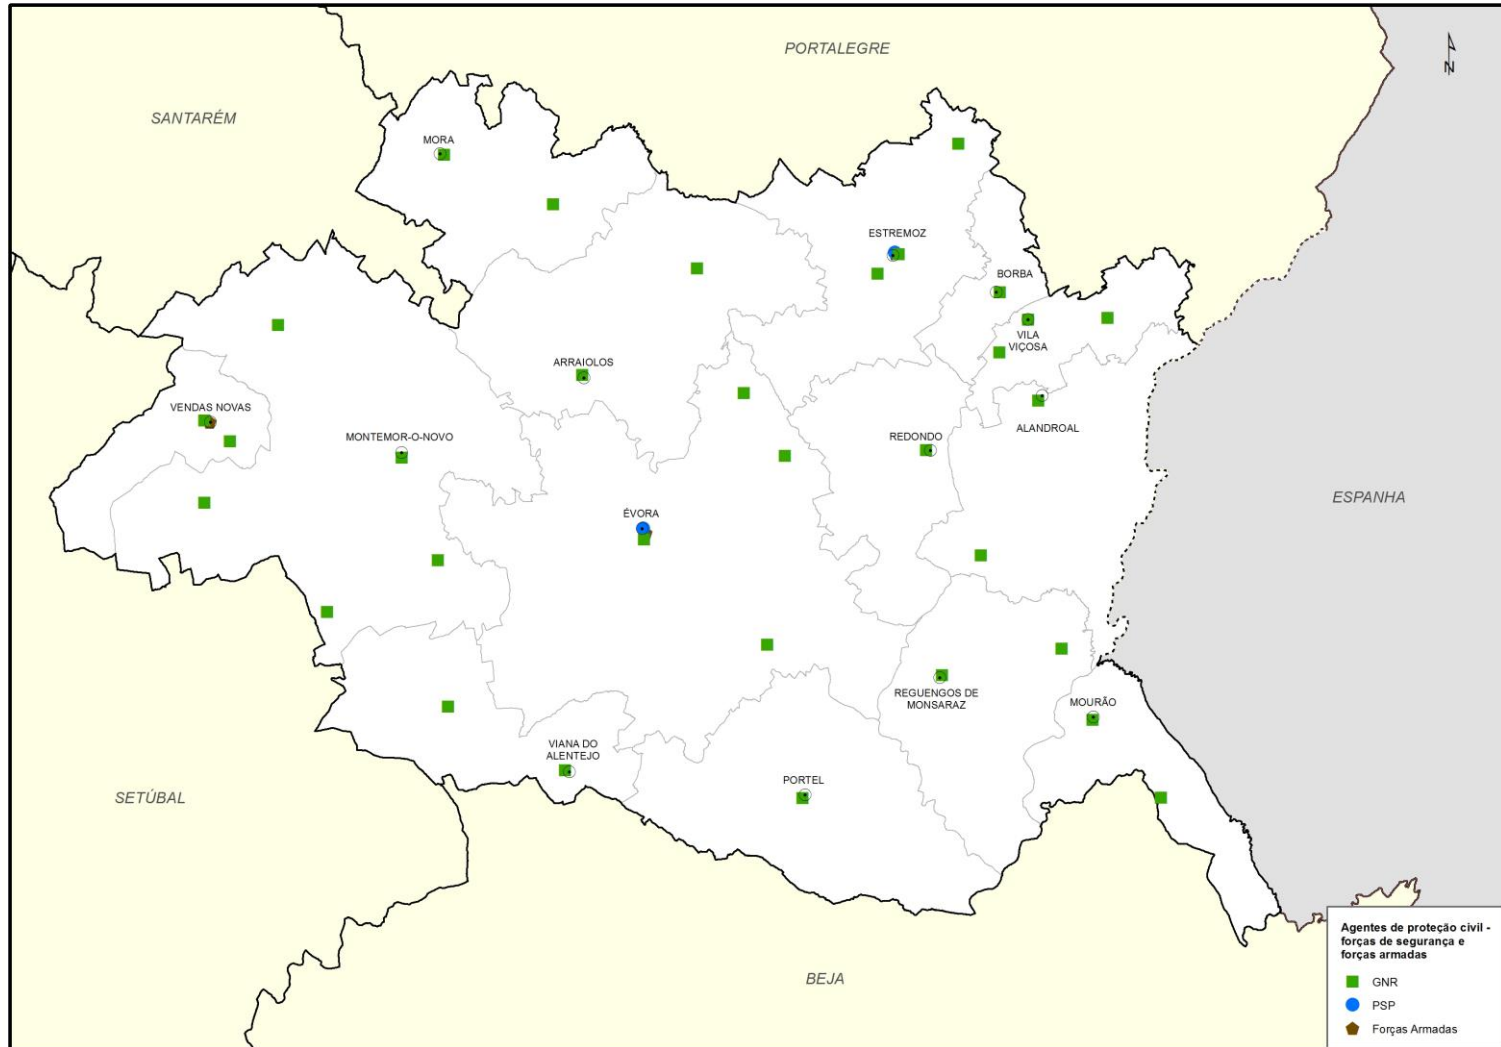 PORTALEGRE
SANTARÉM
MORA
ESTREMOZ
BORBA
VILA
VIÇOSA
ARRAIOLOS
VENDAS NOVAS
MONTEMOR-O-NOVO
REDONDO
ALANDROAL
ESPANHA
ÉVORA
REGUENGOS DE
MONSARAZ
MOURÃO
VIANA DO
ALENTEJO
PORTEL
SETÚBAL
BEJA
N
Agentes de proteção civil -
forças de segurança e
forças armadas
GNR
PSP
Forças Armadas